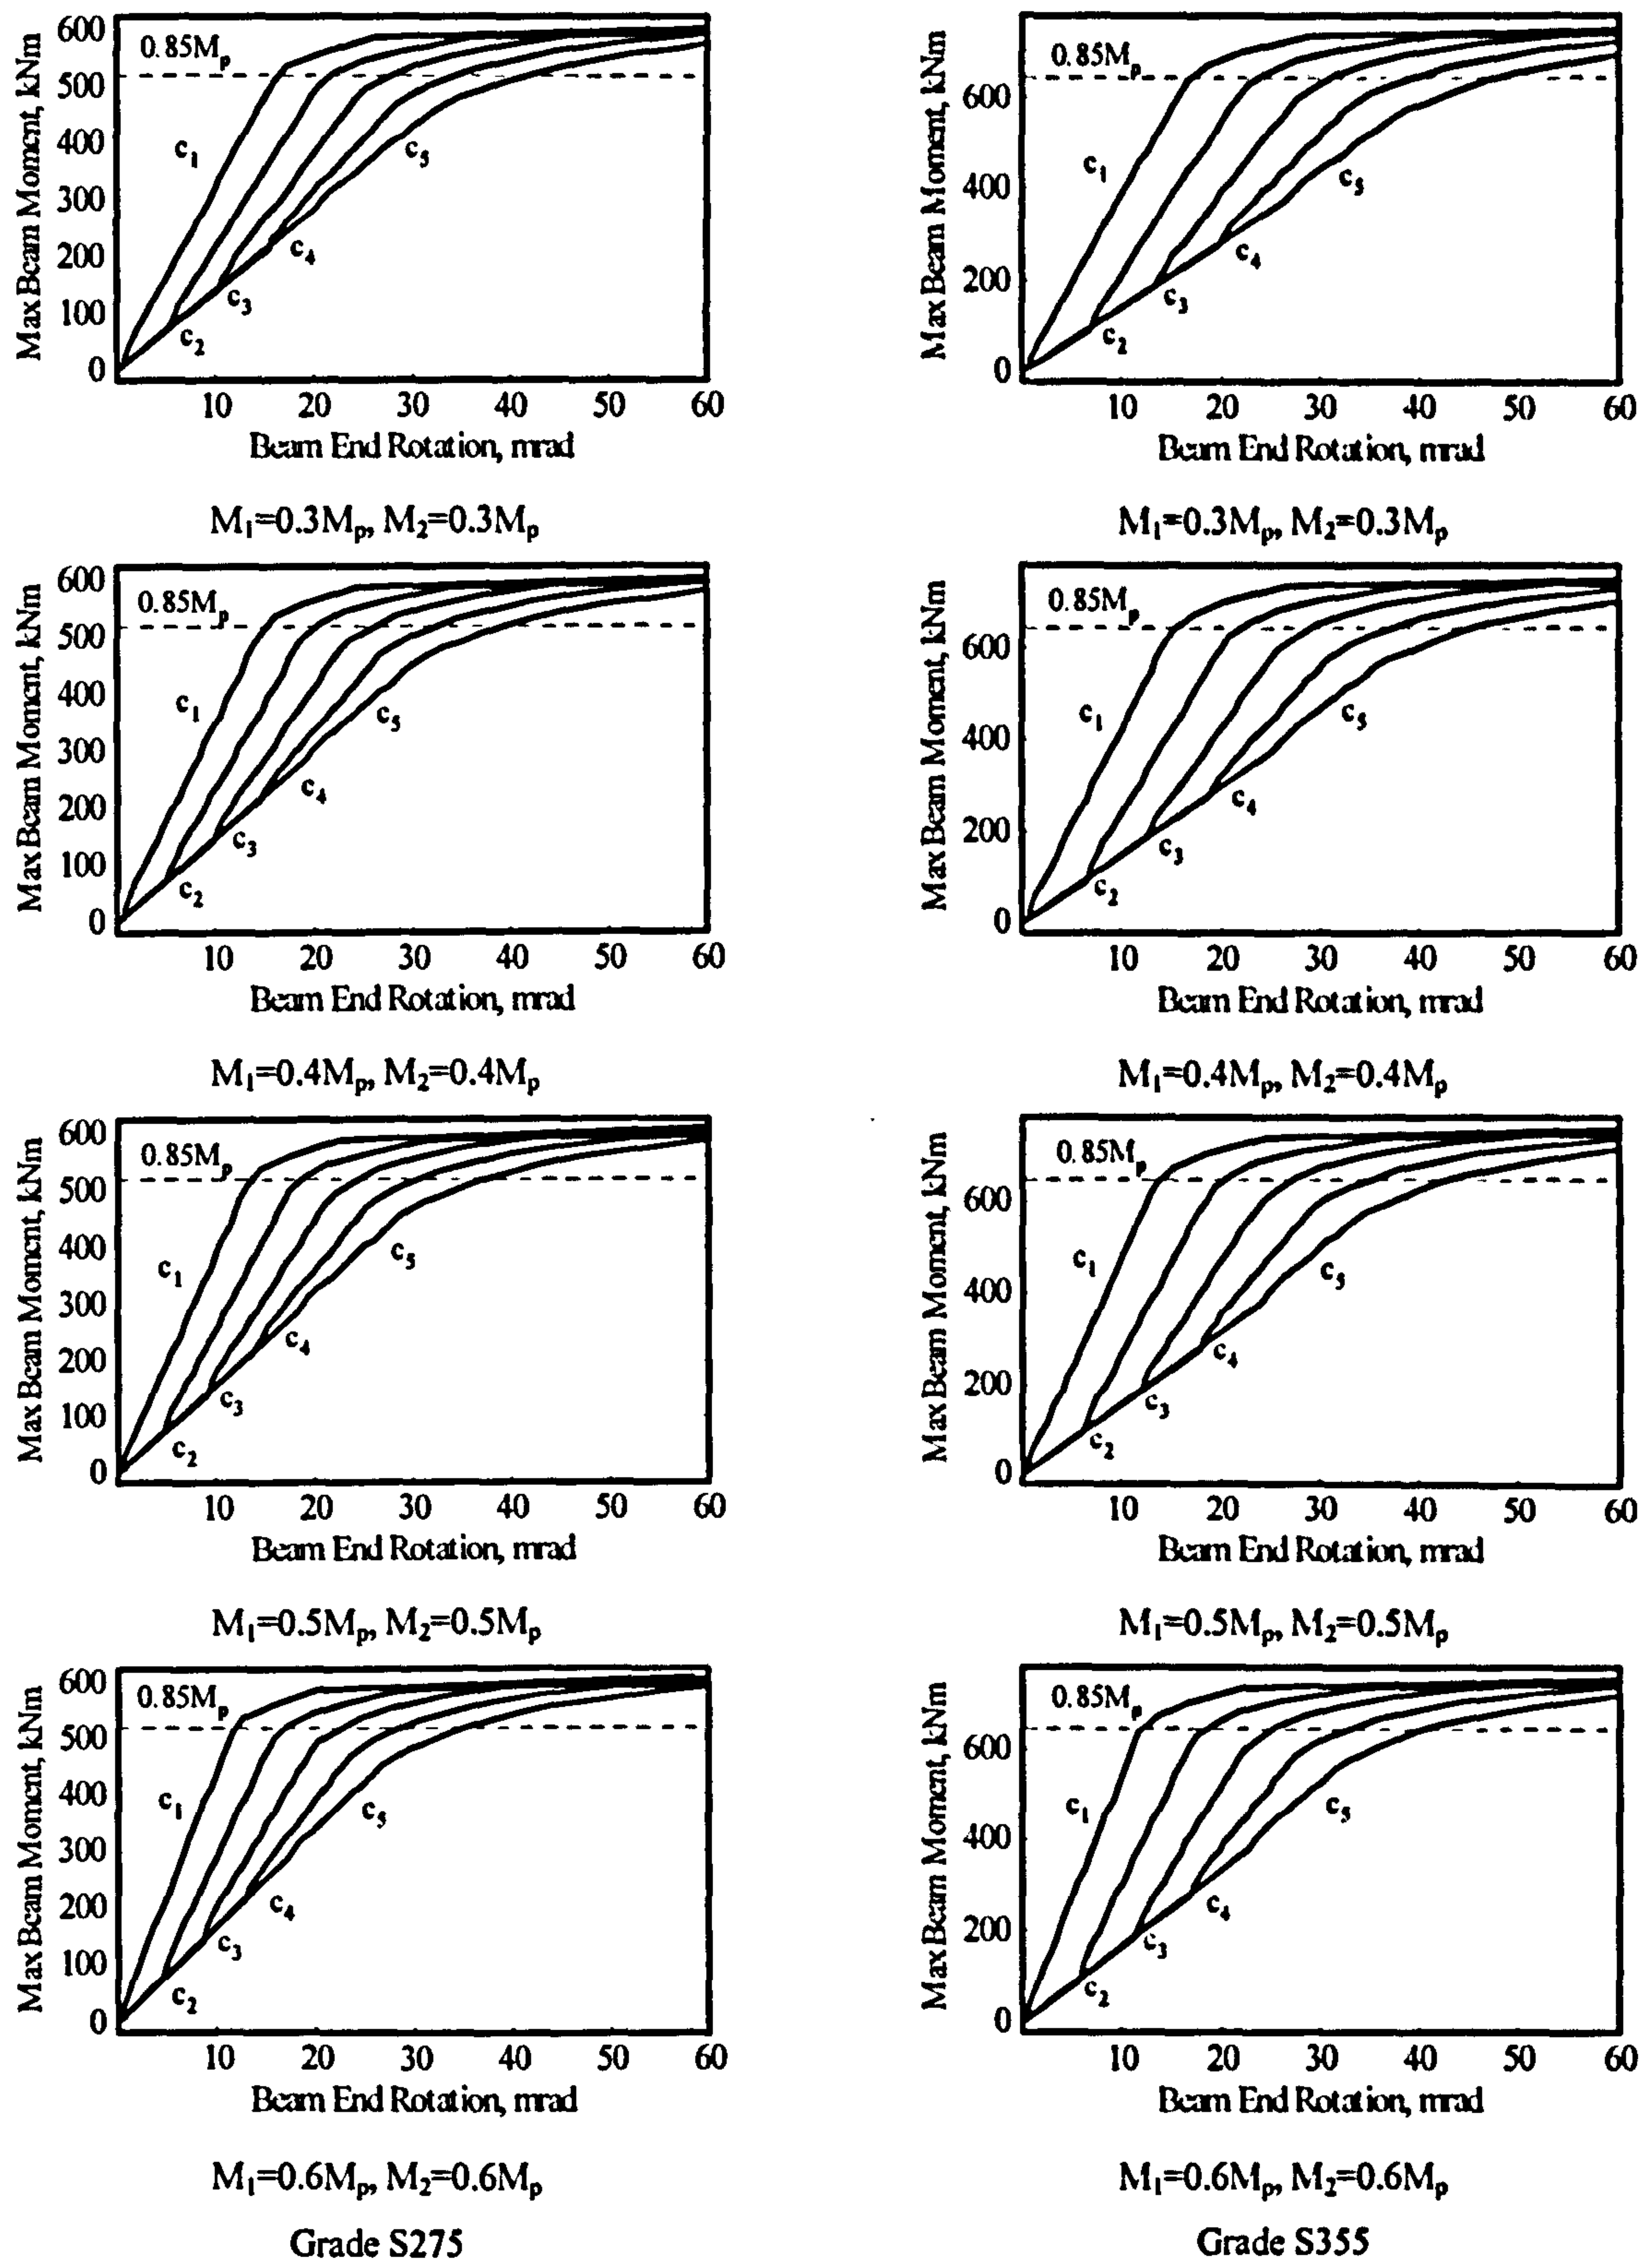 Max Beam Moment, kNm
600
500
400
300
200
100
0
0.85Mₚ
c₁
c₂
c₃
c₄
c₅
10 20 30 40 50 60
Beam End Rotation, mrad
M₁=0.3Mₚ, M₂=0.3Mₚ
Max Beam Moment, kNm
600
400
200
0
0.85Mₚ
c₁
c₂
c₃
c₄
c₅
10 20 30 40 50 60
Beam End Rotation, mrad
M₁=0.3Mₚ, M₂=0.3Mₚ
Max Beam Moment, kNm
600
500
400
300
200
100
0
0.85Mₚ
c₁
c₂
c₃
c₄
c₅
10 20 30 40 50 60
Beam End Rotation, mrad
M₁=0.4Mₚ, M₂=0.4Mₚ
Max Beam Moment, kNm
600
400
200
0
0.85Mₚ
c₁
c₂
c₃
c₄
c₅
10 20 30 40 50 60
Beam End Rotation, mrad
M₁=0.4Mₚ, M₂=0.4Mₚ
Max Beam Moment, kNm
600
500
400
300
200
100
0
0.85Mₚ
c₁
c₂
c₃
c₄
c₅
10 20 30 40 50 60
Beam End Rotation, mrad
M₁=0.5Mₚ, M₂=0.5Mₚ
Max Beam Moment, kNm
600
400
200
0
0.85Mₚ
c₁
c₂
c₃
c₄
c₅
10 20 30 40 50 60
Beam End Rotation, mrad
M₁=0.5Mₚ, M₂=0.5Mₚ
Max Beam Moment, kNm
600
500
400
300
200
100
0
0.85Mₚ
c₁
c₂
c₃
c₄
c₅
10 20 30 40 50 60
Beam End Rotation, mrad
M₁=0.6Mₚ, M₂=0.6Mₚ
Grade S275
Max Beam Moment, kNm
600
400
200
0
0.85Mₚ
c₁
c₂
c₃
c₄
c₅
10 20 30 40 50 60
Beam End Rotation, mrad
M₁=0.6Mₚ, M₂=0.6Mₚ
Grade S355